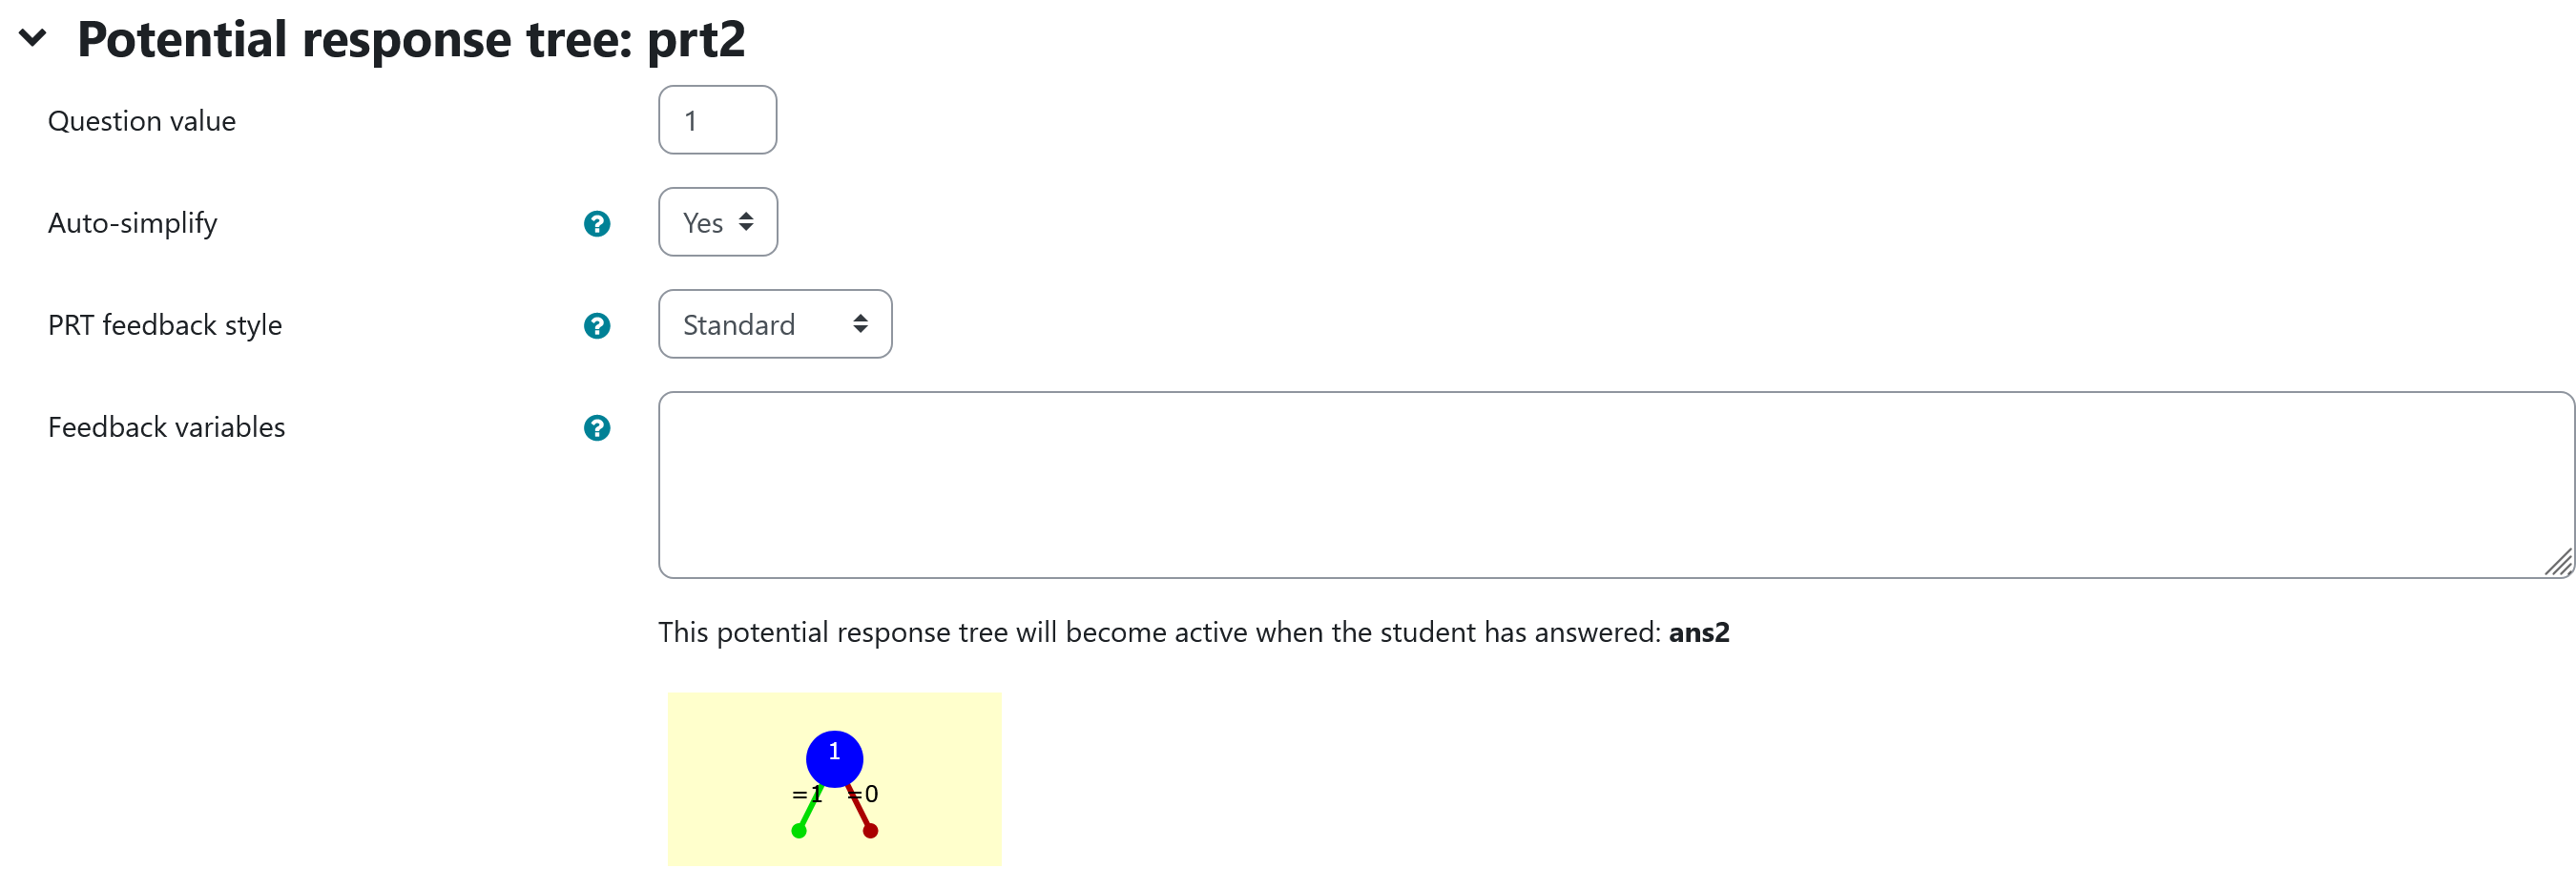 Potential response tree: prt2
Question value
1
Auto-simplify
?
Yes
PRT feedback style
?
Standard
Feedback variables
?
This potential response tree will become active when the student has answered: ans2
1
=1 =0